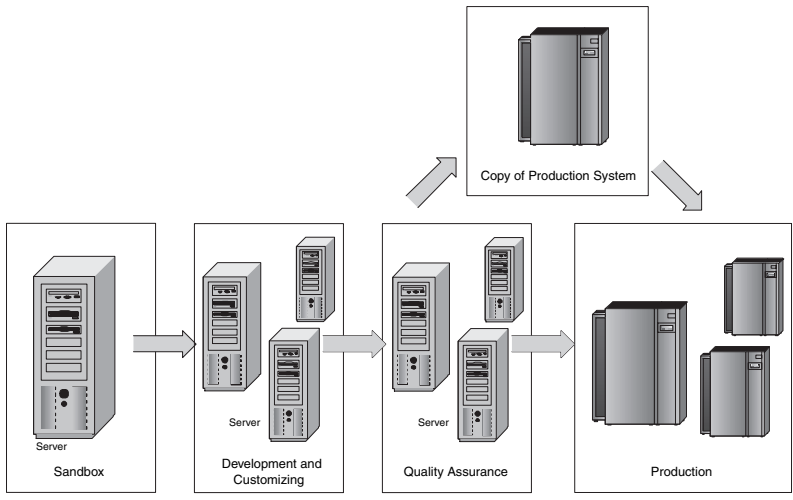 Copy of Production System
Server
Sandbox
Server
Development and
Customizing
Server
Quality Assurance
Production